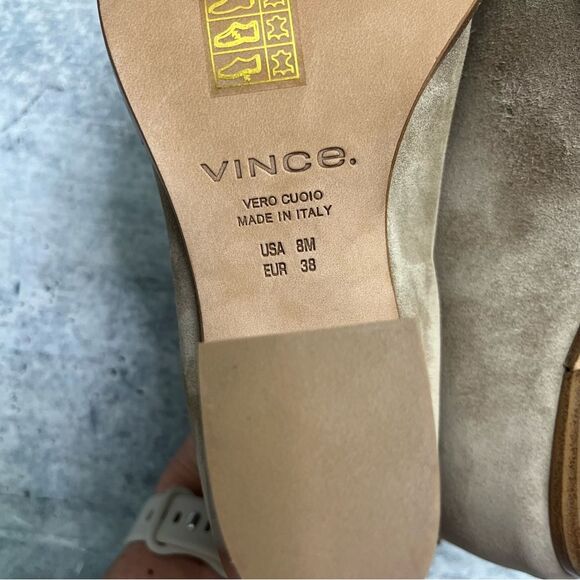 VINCE.
VERO CUOIO
MADE IN ITALY
USA 8M
EUR 38